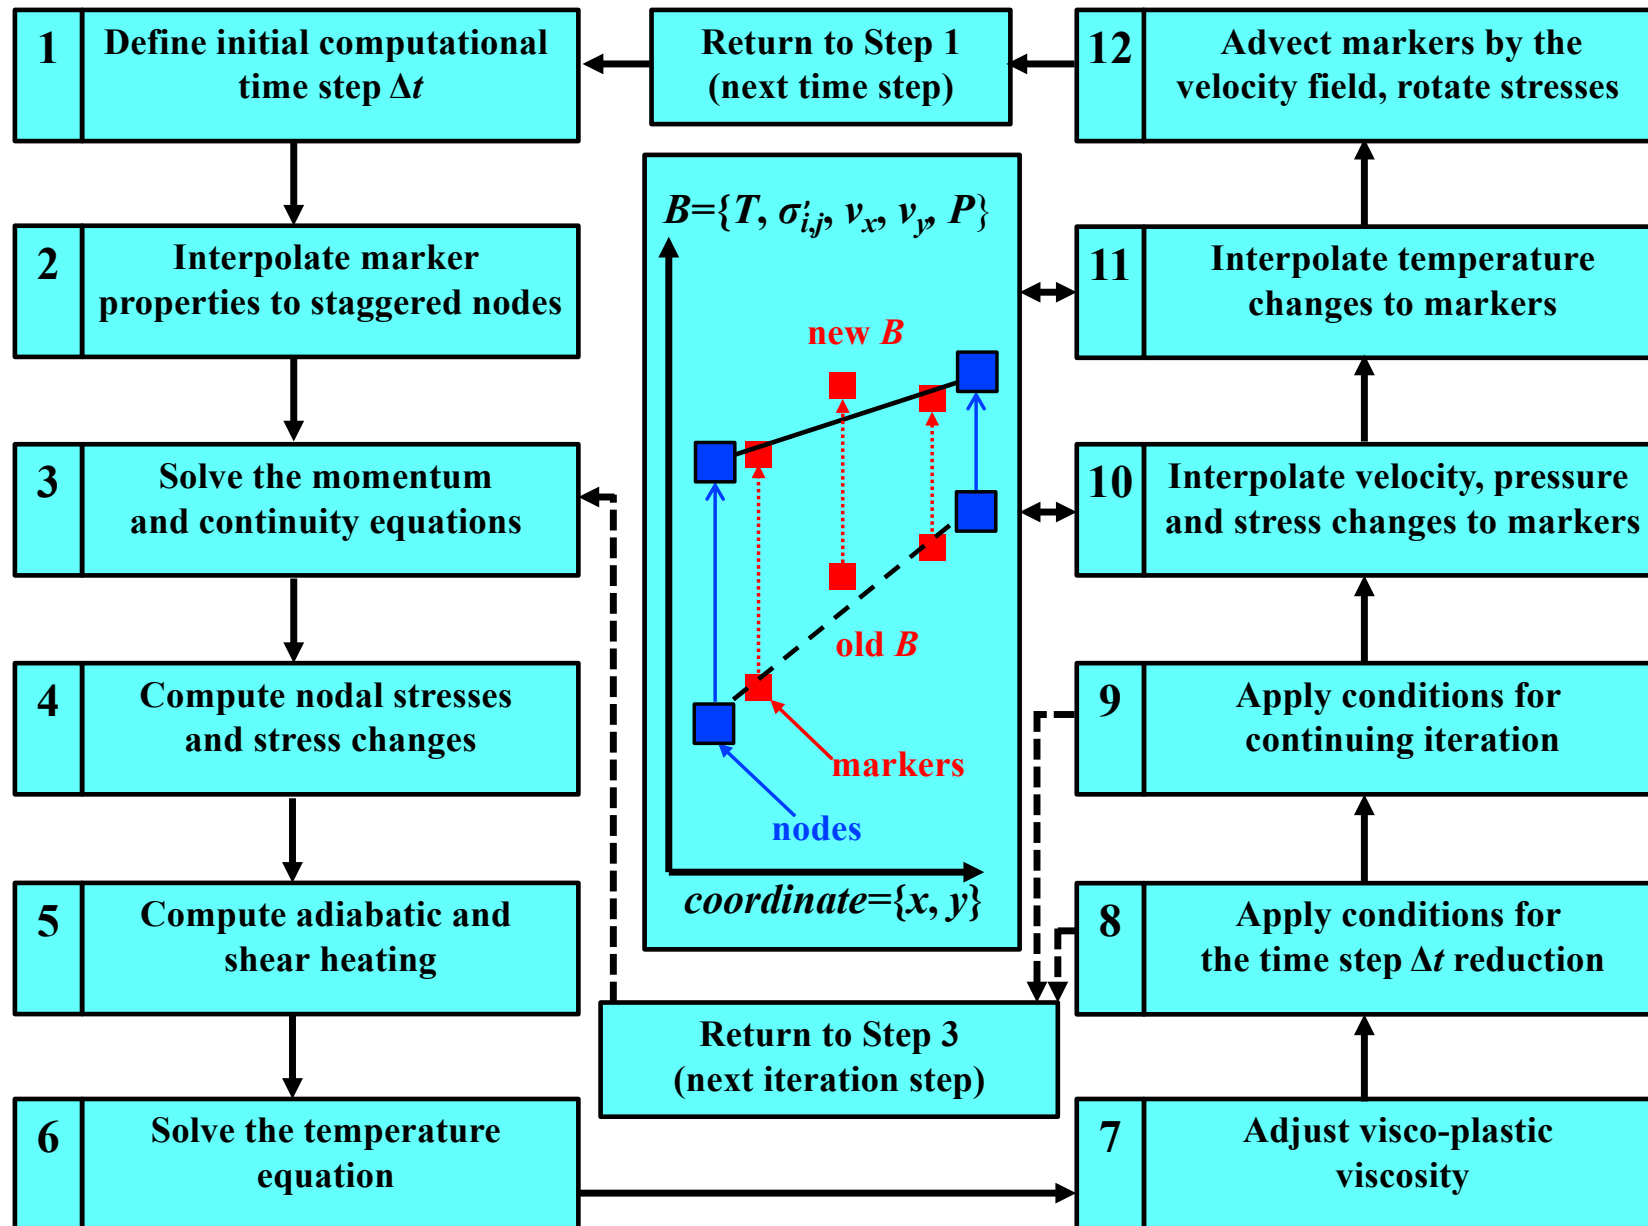 1
Define initial computational
time step Δt
Return to Step 1
(next time step)
12
Advect markers by the
velocity field, rotate stresses
2
Interpolate marker
properties to staggered nodes
B={T, σ′i,j, vx, vy, P}
11
Interpolate temperature
changes to markers
new B
3
Solve the momentum
and continuity equations
10
Interpolate velocity, pressure
and stress changes to markers
old B
4
Compute nodal stresses
and stress changes
9
Apply conditions for
continuing iteration
markers
nodes
coordinate={x, y}
5
Compute adiabatic and
shear heating
8
Apply conditions for
the time step Δt reduction
Return to Step 3
(next iteration step)
6
Solve the temperature
equation
7
Adjust visco-plastic
viscosity